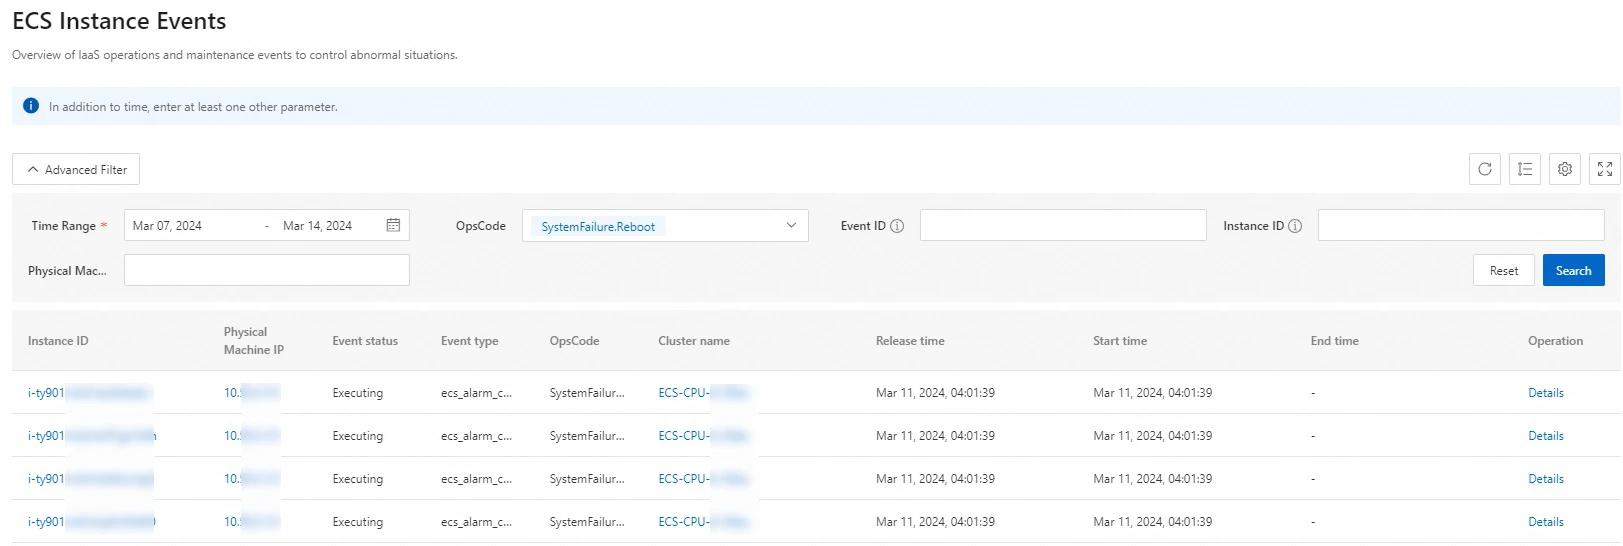 ECS Instance Events
Overview of IaaS operations and maintenance events to control abnormal situations.
In addition to time, enter at least one other parameter.
Advanced Filter
Time Range * Mar 07, 2024 - Mar 14, 2024 OpsCode SystemFailure.Reboot Event ID Instance ID
Physical Mac... Reset Search
Instance ID Physical Machine IP Event status Event type OpsCode Cluster name Release time Start time End time Operation
i-ty901 10. Executing ecs_alarm_c... SystemFailur... ECS-CPU- Mar 11, 2024, 04:01:39 Mar 11, 2024, 04:01:39 - Details
i-ty901 10. Executing ecs_alarm_c... SystemFailur... ECS-CPU- Mar 11, 2024, 04:01:39 Mar 11, 2024, 04:01:39 - Details
i-ty901 10. Executing ecs_alarm_c... SystemFailur... ECS-CPU- Mar 11, 2024, 04:01:39 Mar 11, 2024, 04:01:39 - Details
i-ty901 10. Executing ecs_alarm_c... SystemFailur... ECS-CPU- Mar 11, 2024, 04:01:39 Mar 11, 2024, 04:01:39 - Details